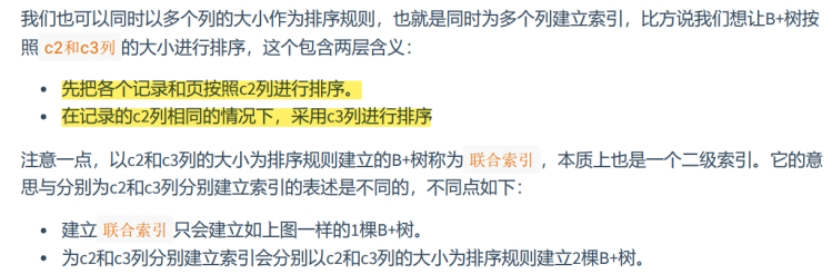 我们也可以同时以多个列的大小作为排序规则，也就是同时为多个列建立索引，比方说我们想让B+树按
照 c2和c3列 的大小进行排序，这个包含两层含义：
• 先把各个记录和页按照c2列进行排序。
• 在记录的c2列相同的情况下，采用c3列进行排序
注意一点，以c2和c3列的大小为排序规则建立的B+树称为 联合索引 ，本质上也是一个二级索引。它的意
思与分别为c2和c3列分别建立索引的表述是不同的，不同点如下：
• 建立 联合索引 只会建立如上图一样的1棵B+树。
• 为c2和c3列分别建立索引会分别以c2和c3列的大小为排序规则建立2棵B+树。